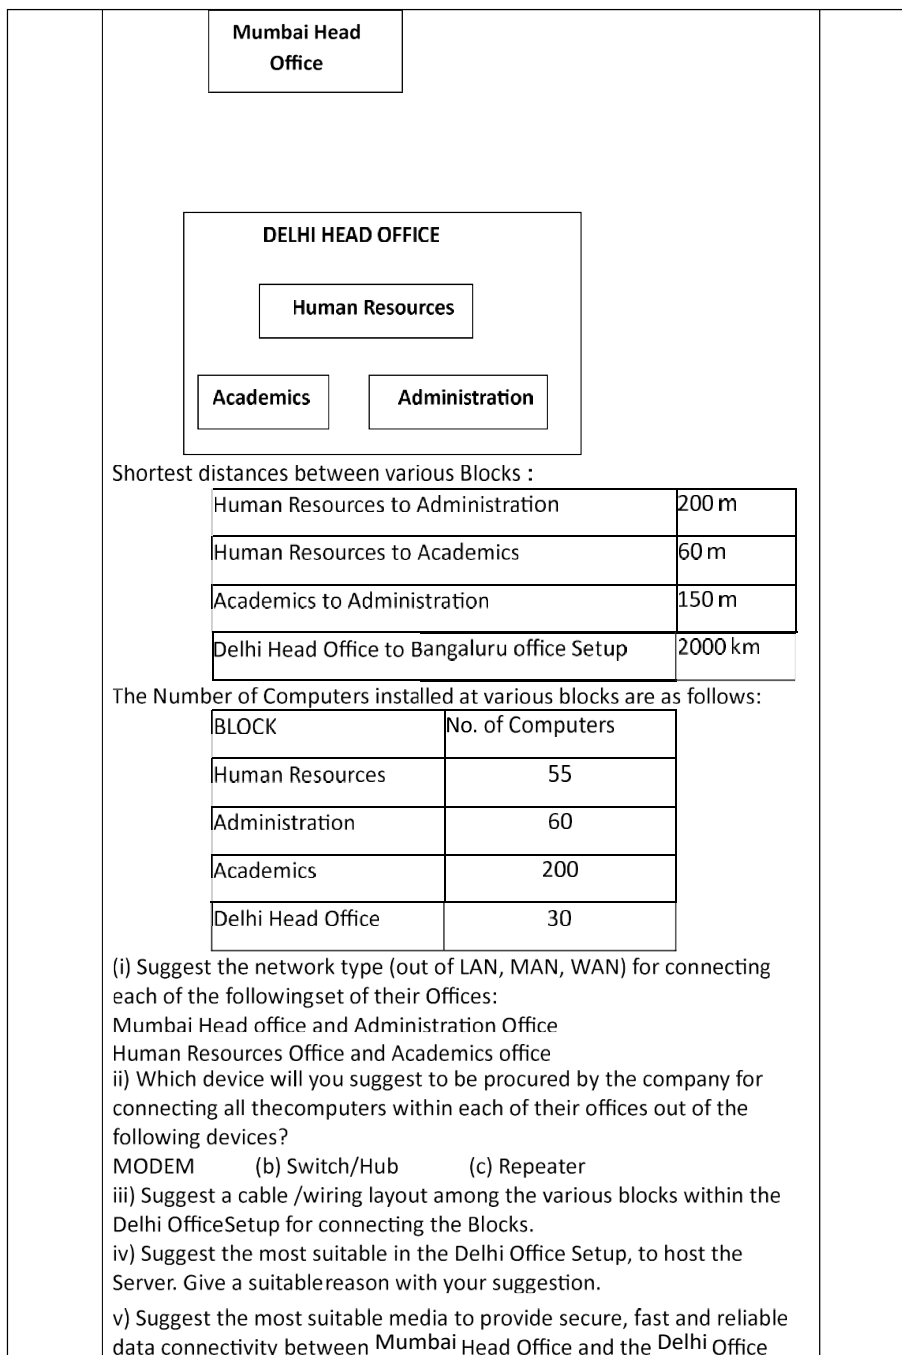 Mumbai Head
Office
DELHI HEAD OFFICE
Human Resources
Academics Administration
Shortest distances between various Blocks :
Human Resources to Administration 200 m
Human Resources to Academics 60 m
Academics to Administration 150 m
Delhi Head Office to Bangaluru office Setup 2000 km
The Number of Computers installed at various blocks are as follows:
BLOCK No. of Computers
Human Resources 55
Administration 60
Academics 200
Delhi Head Office 30
(i) Suggest the network type (out of LAN, MAN, WAN) for connecting
each of the followingset of their Offices:
Mumbai Head office and Administration Office
Human Resources Office and Academics office
ii) Which device will you suggest to be procured by the company for
connecting all thecomputers within each of their offices out of the
following devices?
MODEM (b) Switch/Hub (c) Repeater
iii) Suggest a cable /wiring layout among the various blocks within the
Delhi OfficeSetup for connecting the Blocks.
iv) Suggest the most suitable in the Delhi Office Setup, to host the
Server. Give a suitablereason with your suggestion.
v) Suggest the most suitable media to provide secure, fast and reliable
data connectivity between Mumbai Head Office and the Delhi Office